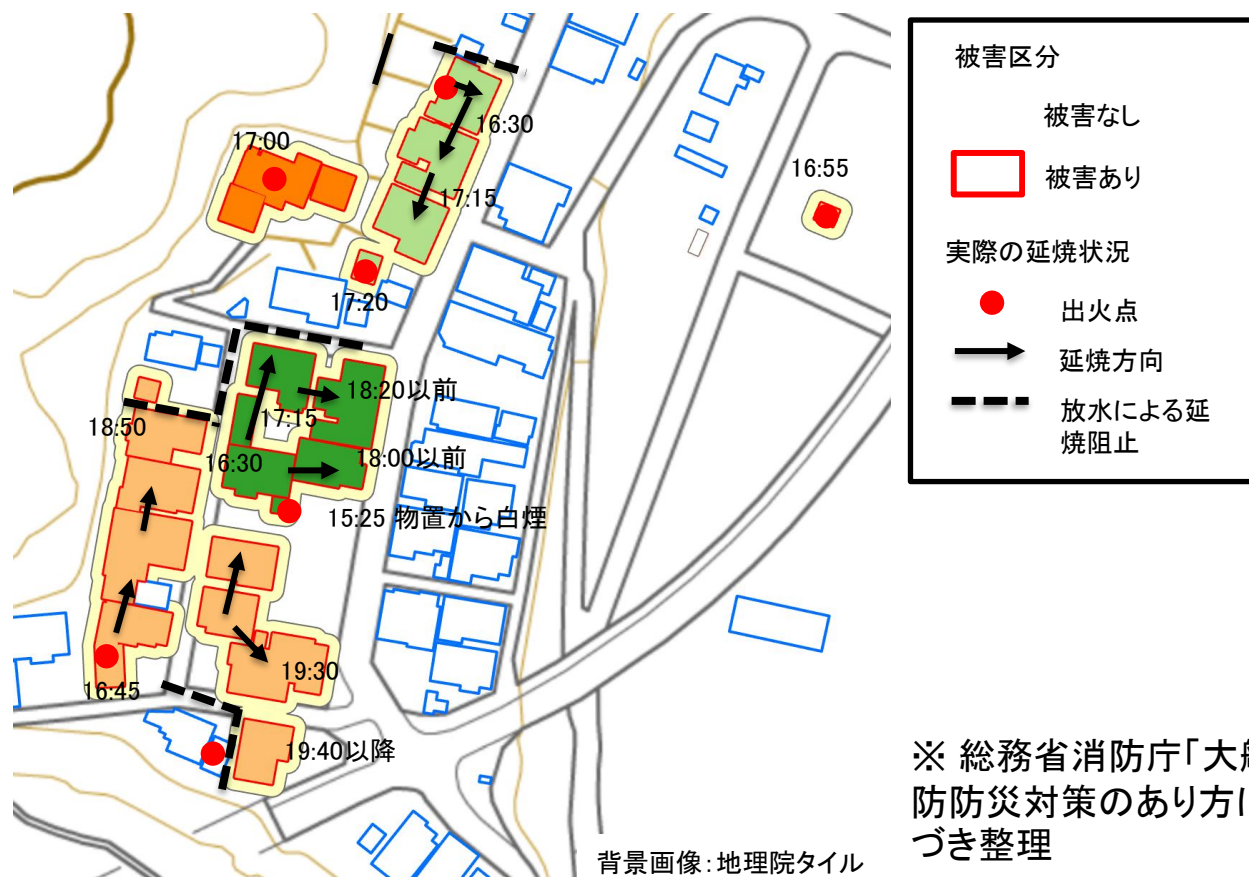 17:00
16:30
16:55
17:15
17:20
18:20以前
17:15
18:50
16:30
18:00以前
15:25 物置から白煙
19:30
16:45
19:40以降
背景画像：地理院タイル
被害区分
被害なし
被害あり
実際の延焼状況
出火点
延焼方向
放水による延
焼阻止
※ 総務省消防庁「大
防防災対策のあり方に
づき整理